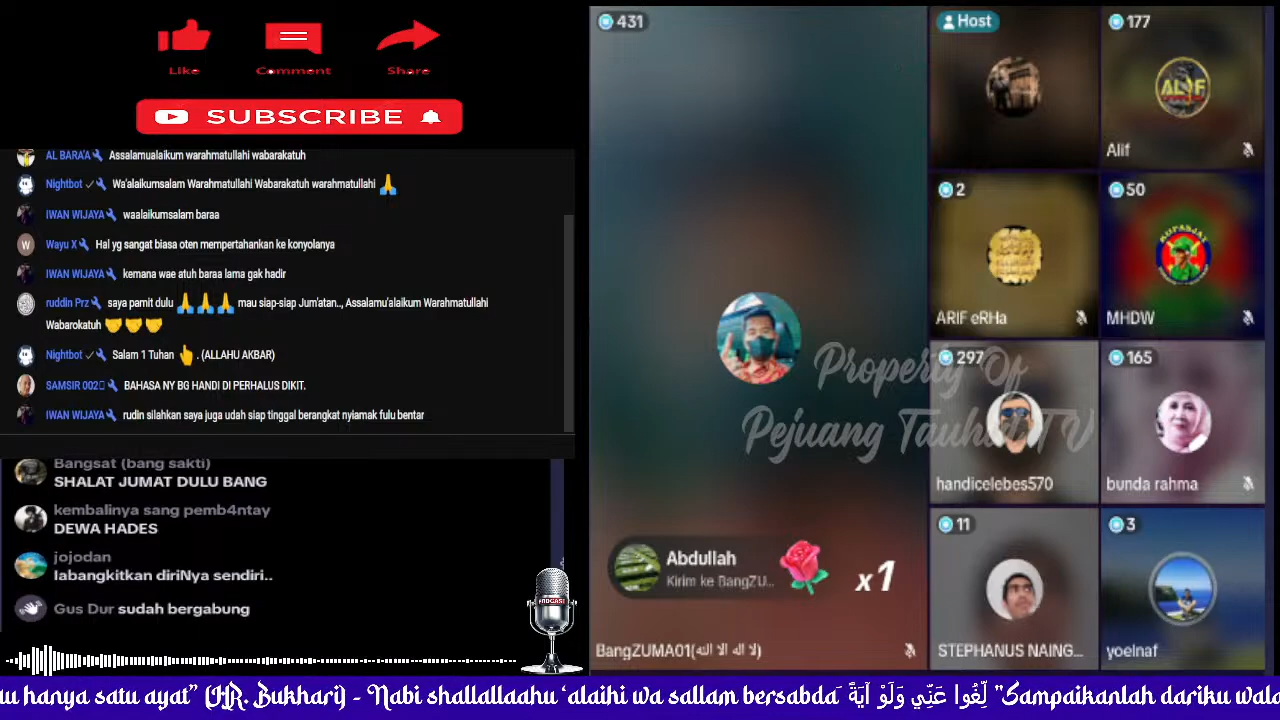 Like
Comment
Share
SUBSCRIBE
AL BARA'A Assalamualaikum warahmatullahi wabarakatuh
Nightbot Wa'alaikumsalam Warahmatullahi Wabarakatuh warahmatullahi 🙏
IWAN WIJAYA waalaikumsalam baraa
W Wayu X Hal yg sangat biasa oten mempertahankan ke konyolanya
IWAN WIJAYA kemana wae atuh baraa lama gak hadir
ruddin Prz saya pamit dulu 🙏🙏🙏 mau siap-siap Jum'atan.., Assalamu'alaikum Warahmatullahi
Wabarokatuh 🤝🤝🤝
Nightbot Salam 1 Tuhan 👆. (ALLAHU AKBAR)
SAMSIR 002 BAHASA NY BG HANDI DI PERHALUS DIKIT.
IWAN WIJAYA rudin silahkan saya juga udah siap tinggal berangkat nyiamak fulu bentar
Bangsat (bang sakti)
SHALAT JUMAT DULU BANG
kembalinya sang pemb4ntay
DEWA HADES
jojodan
labangkitkan diriNya sendiri..
Gus Dur sudah bergabung
PODCAST
431
Abdullah
Kirim ke BangZU...
x1
BangZUMA01(لا اله الا الله)
Host
177
ALIF
Alif
2
ARIF eRHa
50
MHDW
297
handicelebes570
165
bunda rahma
11
STEPHANUS NAING...
3
yoelnaf
Property Of
Pejuang Tauhid TV
u hanya satu ayat" (HR. Bukhari) - Nabi shallallaahu 'alaihi wa sallam bersabda لِّغُوا عَنِّي وَلَوْ آيَةً "Sampaikanlah dariku wala